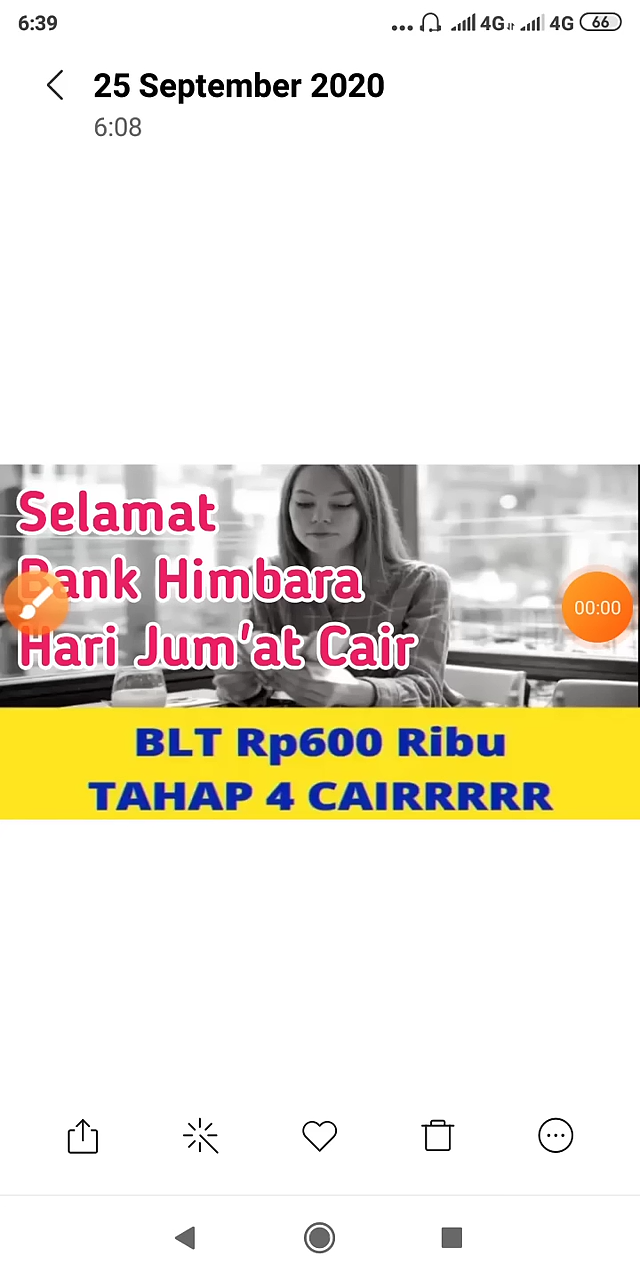 6:39
4G 4G 66
25 September 2020
6:08
Selamat
Bank Himbara
Hari Jum'at Cair
00:00
BLT Rp600 Ribu
TAHAP 4 CAIRRRRR